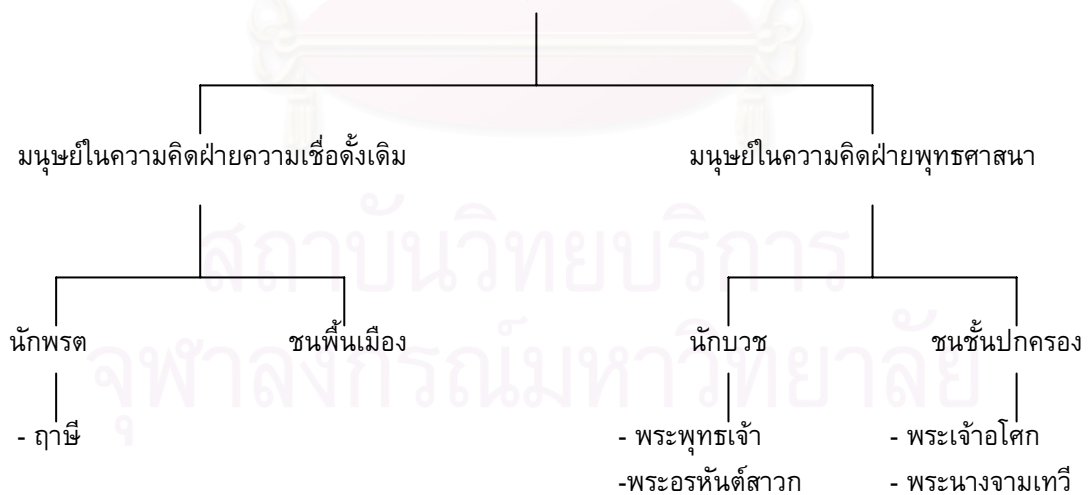 มนุษย์ในความคิดฝ่ายความเชื่อดั้งเดิม มนุษย์ในความคิดฝ่ายพุทธศาสนา
สถาบันวิทยบริการ
นักพรต ชนพื้นเมือง นักบวช ชนชั้นปกครอง
จุฬาลงกรณ์มหาวิทยาลัย
- ฤาษี - พระพุทธเจ้า - พระเจ้าอโศก
-พระอรหันต์สาวก - พระนางจามเทวี